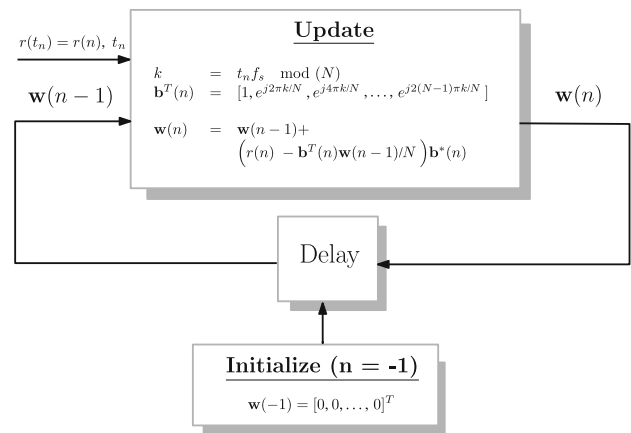 Update
r(t_n) = r(n), t_n
k = t_n f_s mod (N)
b^T(n) = [1, e^{j2πk/N}, e^{j4πk/N}, ..., e^{j2(N−1)πk/N}]
w(n − 1)
w(n)
w(n) = w(n − 1)+
(r(n) − b^T(n)w(n − 1)/N)b*(n)
Delay
Initialize (n = -1)
w(−1) = [0, 0, ..., 0]^T